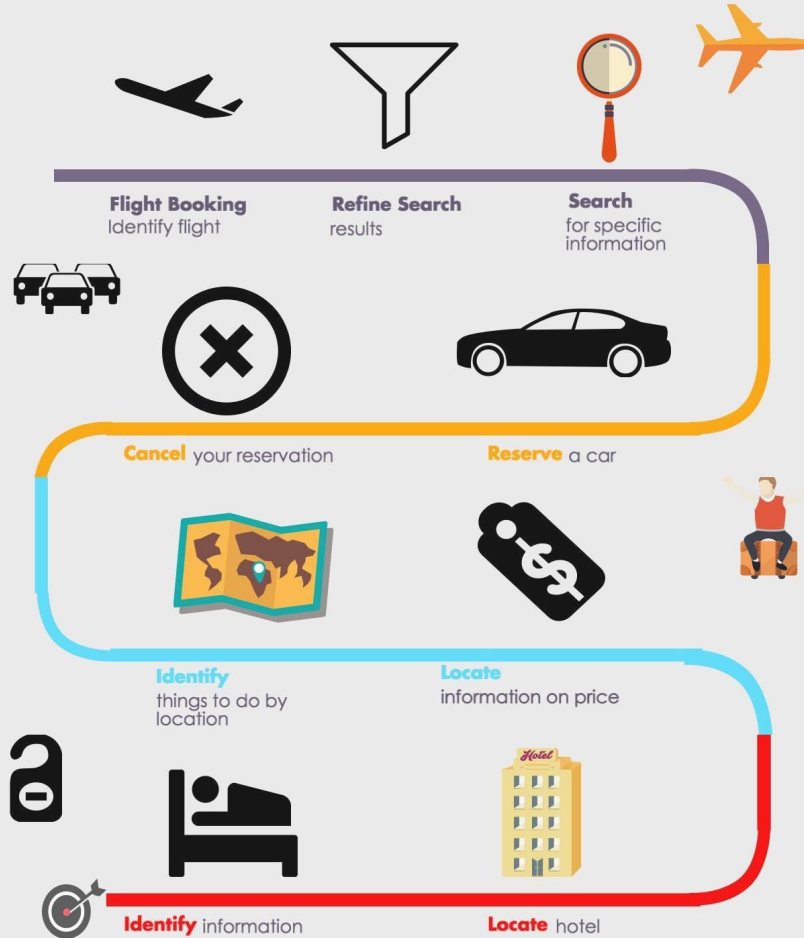 Flight Booking
Identify flight
Refine Search
results
Search
for specific
information
Cancel your reservation
Reserve a car
$
Identify
things to do by
location
Locate
information on price
Hotel
Identify information
Locate hotel